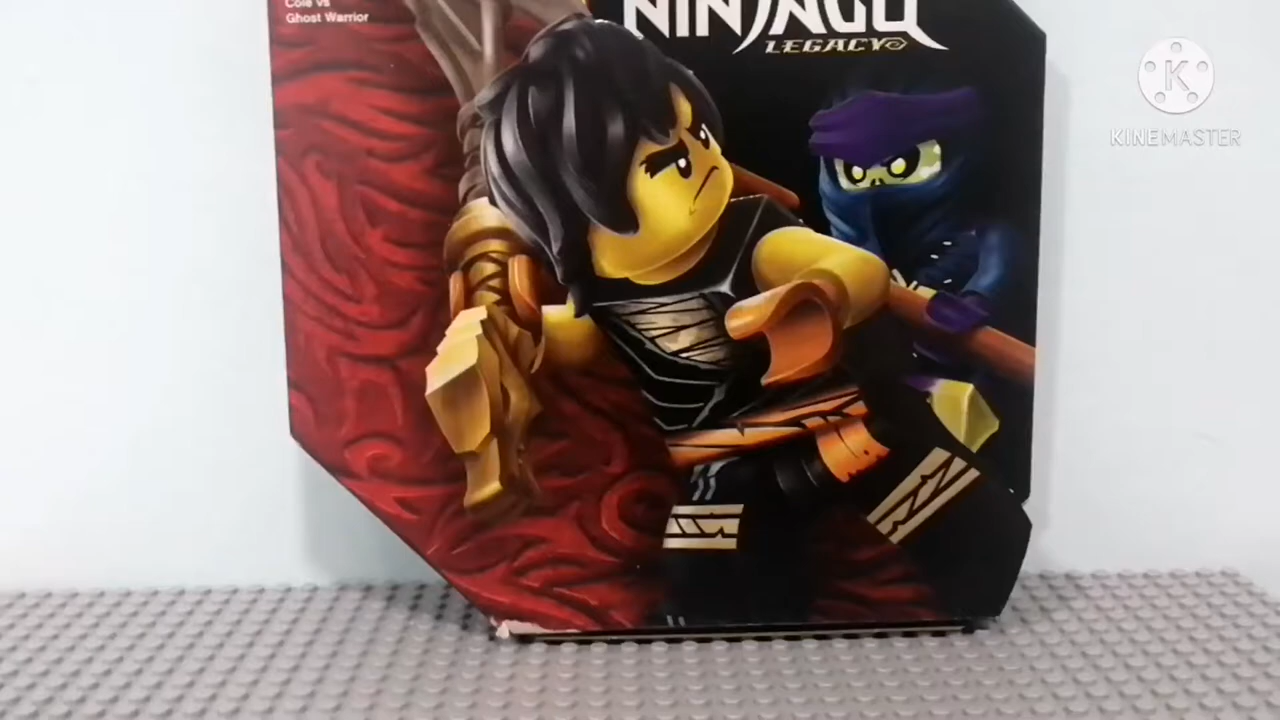 Cole vs
Ghost Warrior
NINJAGO
LEGACY
K
KINEMASTER